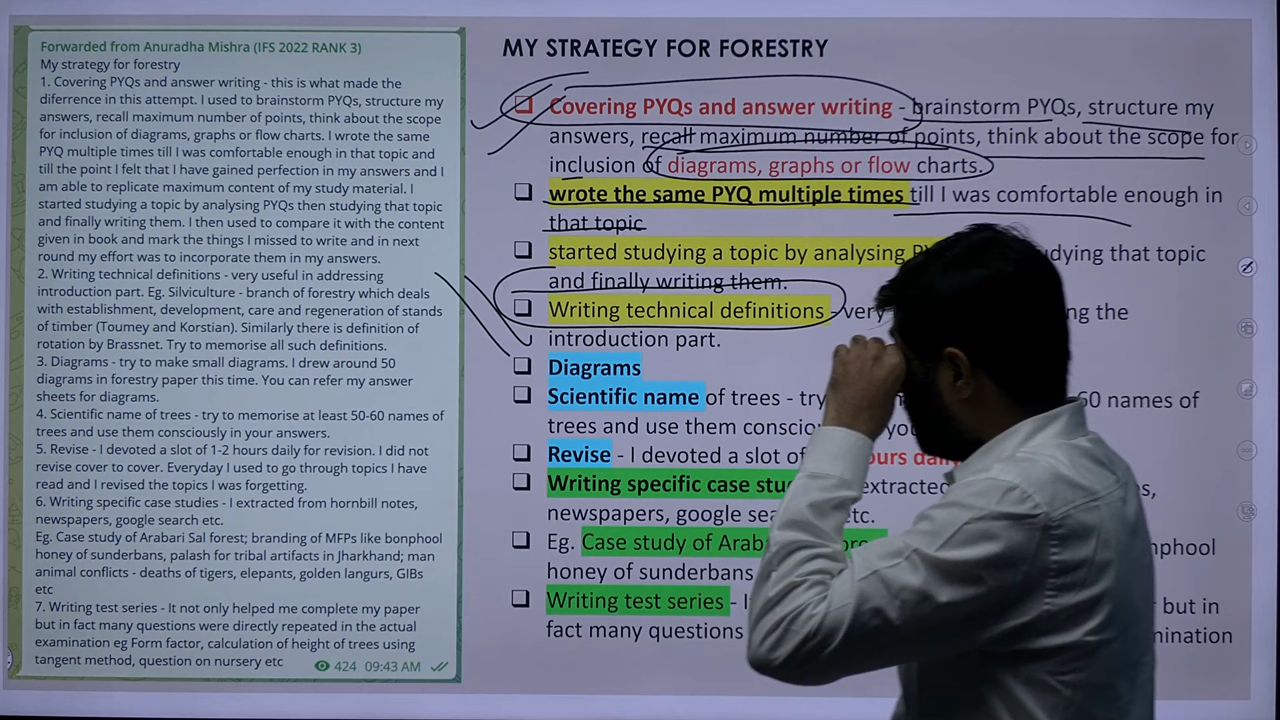 Forwarded from Anuradha Mishra (IFS 2022 RANK 3)
My strategy for forestry
1. Covering PYQs and answer writing - this is what made the
diferrence in this attempt. I used to brainstorm PYQs, structure my
answers, recall maximum number of points, think about the scope
for inclusion of diagrams, graphs or flow charts. I wrote the same
PYQ multiple times till I was comfortable enough in that topic and
till the point I felt that I have gained perfection in my answers and I
am able to replicate maximum content of my study material. I
started studying a topic by analysing PYQs then studying that topic
and finally writing them. I then used to compare it with the content
given in book and mark the things I missed to write and in next
round my effort was to incorporate them in my answers.
2. Writing technical definitions - very useful in addressing
introduction part. Eg. Silviculture - branch of forestry which deals
with establishment, development, care and regeneration of stands
of timber (Toumey and Korstian). Similarly there is definition of
rotation by Brassnet. Try to memorise all such definitions.
3. Diagrams - try to make small diagrams. I drew around 50
diagrams in forestry paper this time. You can refer my answer
sheets for diagrams.
4. Scientific name of trees - try to memorise at least 50-60 names of
trees and use them consciously in your answers.
5. Revise - I devoted a slot of 1-2 hours daily for revision. I did not
revise cover to cover. Everyday I used to go through topics I have
read and I revised the topics I was forgetting.
6. Writing specific case studies - I extracted from hornbill notes,
newspapers, google search etc.
Eg. Case study of Arabari Sal forest; branding of MFPs like bonphool
honey of sunderbans, palash for tribal artifacts in Jharkhand; man
animal conflicts - deaths of tigers, elepants, golden langurs, GIBs
etc
7. Writing test series - It not only helped me complete my paper
but in fact many questions were directly repeated in the actual
examination eg Form factor, calculation of height of trees using
tangent method, question on nursery etc
424 09:43 AM
MY STRATEGY FOR FORESTRY
Covering PYQs and answer writing - brainstorm PYQs, structure my
answers, recall maximum number of points, think about the scope for
inclusion of diagrams, graphs or flow charts.
wrote the same PYQ multiple times till I was comfortable enough in
that topic
started studying a topic by analysing studying that topic
and finally writing them.
Writing technical definitions - very the
introduction part.
Diagrams
Scientific name of trees - try 60 names of
trees and use them
Revise - I devoted a slot of
Writing specific case
newspapers, google etc.
Eg. Case study of
honey of sunderbans
Writing test series - but in
fact many questions